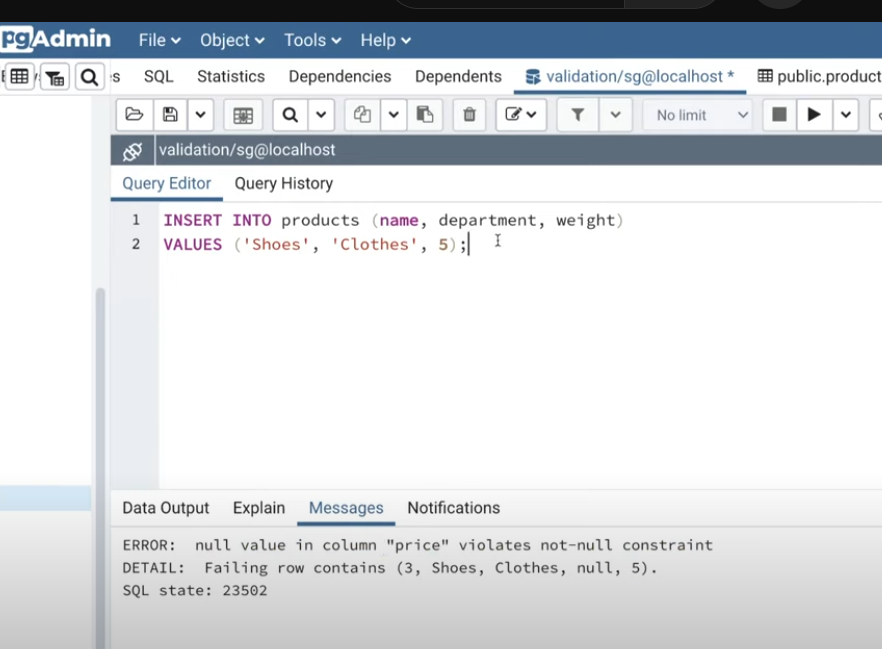 pgAdmin File Object Tools Help
s SQL Statistics Dependencies Dependents validation/sg@localhost * public.product
No limit
validation/sg@localhost
Query Editor Query History
1 INSERT INTO products (name, department, weight)
2 VALUES ('Shoes', 'Clothes', 5);
Data Output Explain Messages Notifications
ERROR: null value in column "price" violates not-null constraint
DETAIL: Failing row contains (3, Shoes, Clothes, null, 5).
SQL state: 23502